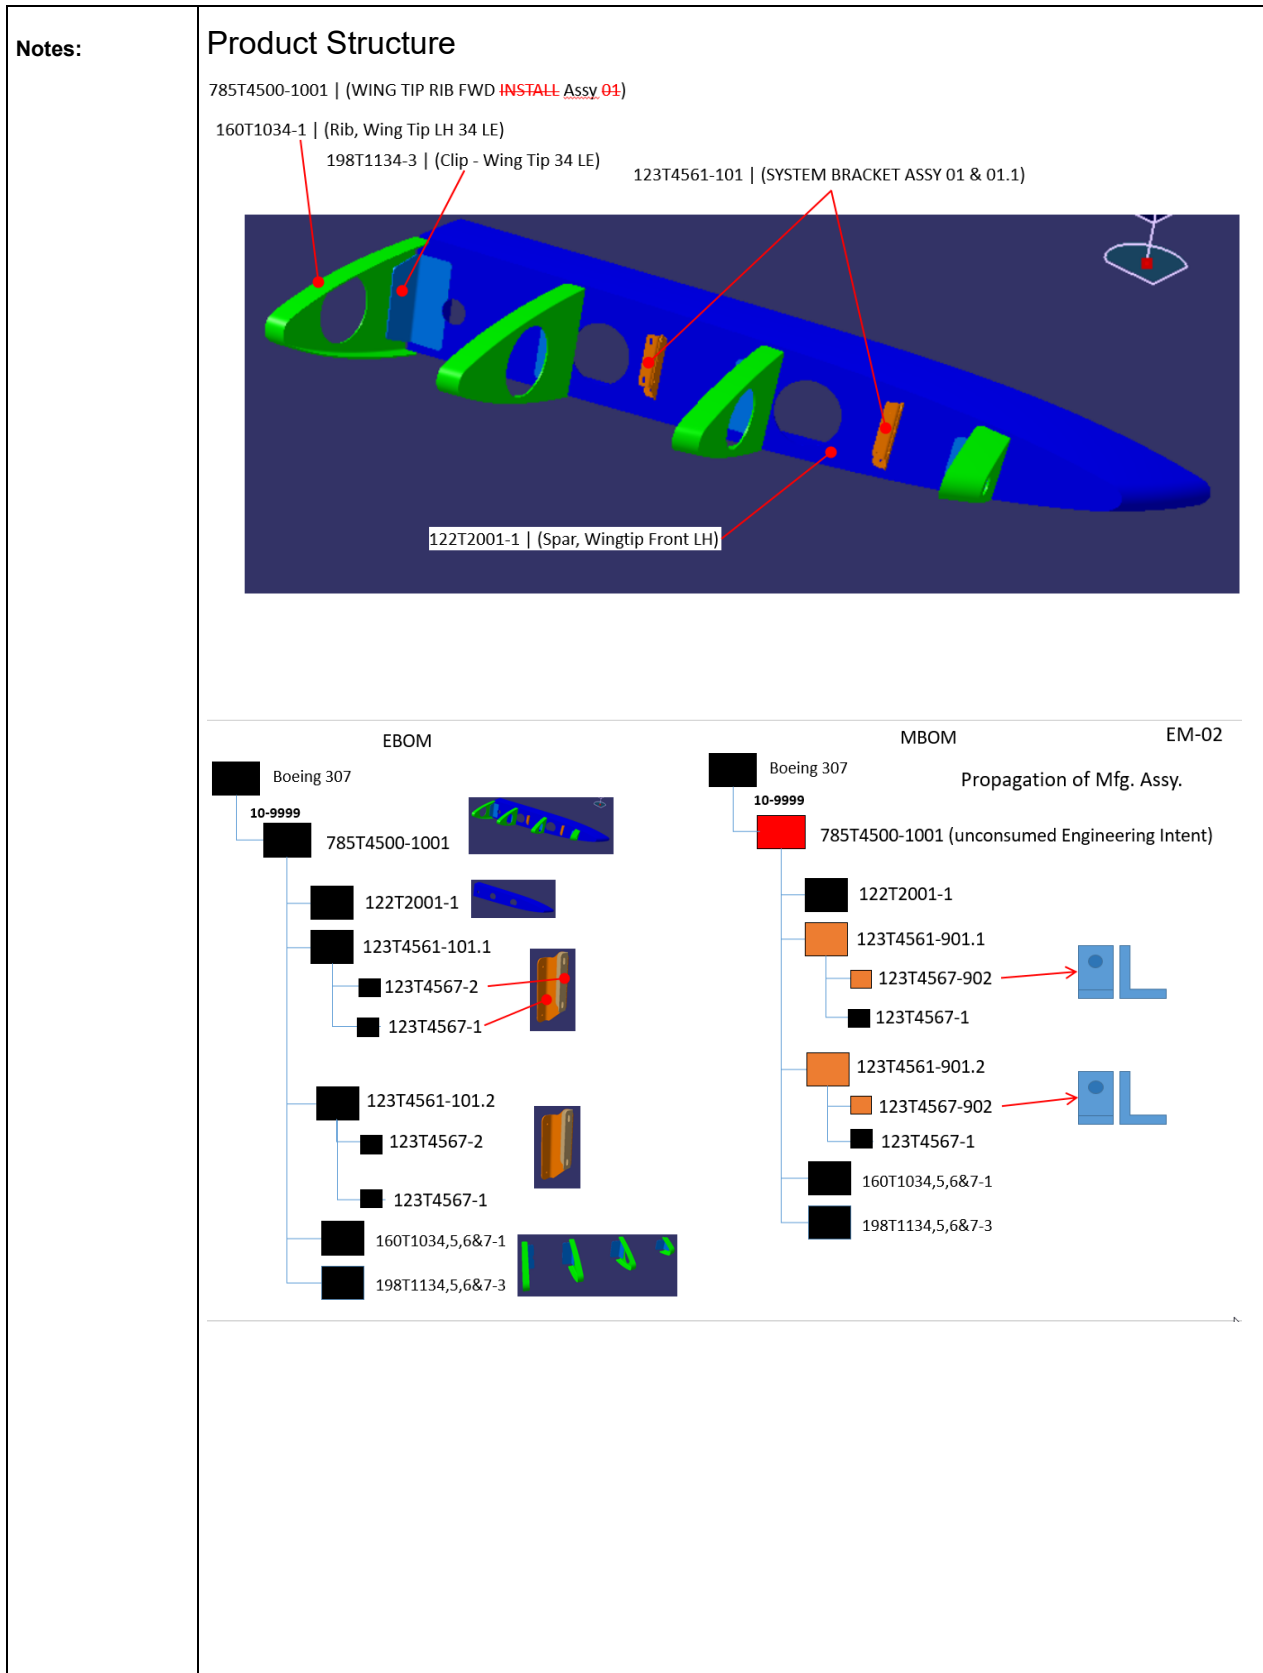 Notes:
Product Structure
785T4500-1001 | (WING TIP RIB FWD INSTALL Assy 01)
160T1034-1 | (Rib, Wing Tip LH 34 LE)
198T1134-3 | (Clip - Wing Tip 34 LE)
123T4561-101 | (SYSTEM BRACKET ASSY 01 & 01.1)
122T2001-1 | (Spar, Wingtip Front LH)
EBOM
Boeing 307
10-9999
785T4500-1001
122T2001-1
123T4561-101.1
123T4567-2
123T4567-1
123T4561-101.2
123T4567-2
123T4567-1
160T1034,5,6&7-1
198T1134,5,6&7-3
MBOM
EM-02
Boeing 307
Propagation of Mfg. Assy.
10-9999
785T4500-1001 (unconsumed Engineering Intent)
122T2001-1
123T4561-901.1
123T4567-902
123T4567-1
123T4561-901.2
123T4567-902
123T4567-1
160T1034,5,6&7-1
198T1134,5,6&7-3